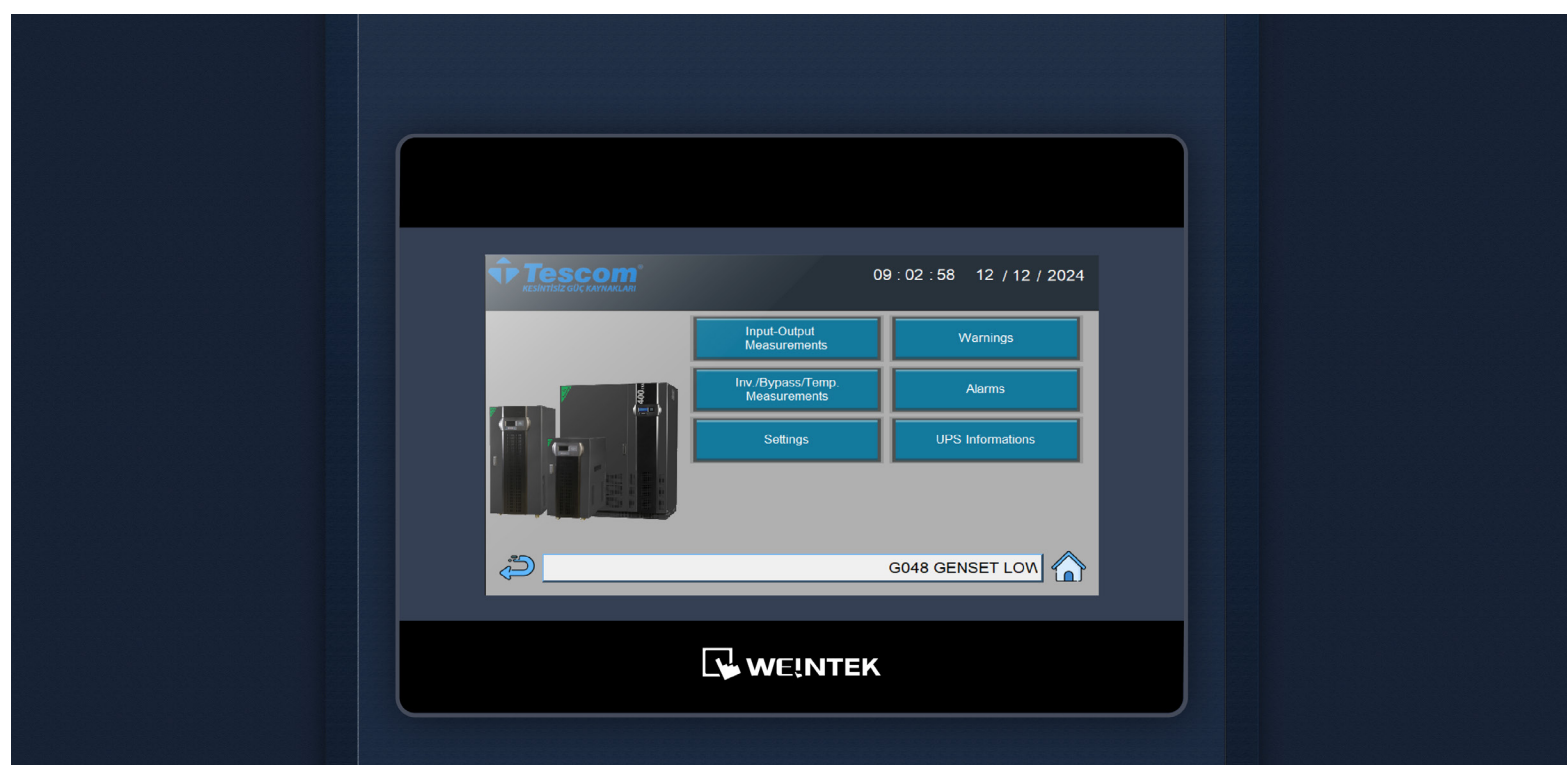 Tescom®
KESİNTİSİZ GÜÇ KAYNAKLARI
09 : 02 : 58 12 / 12 / 2024
Input-Output
Measurements
Warnings
Inv./Bypass/Temp.
Measurements
Alarms
Settings
UPS Informations
400
G048 GENSET LOW
WEINTEK